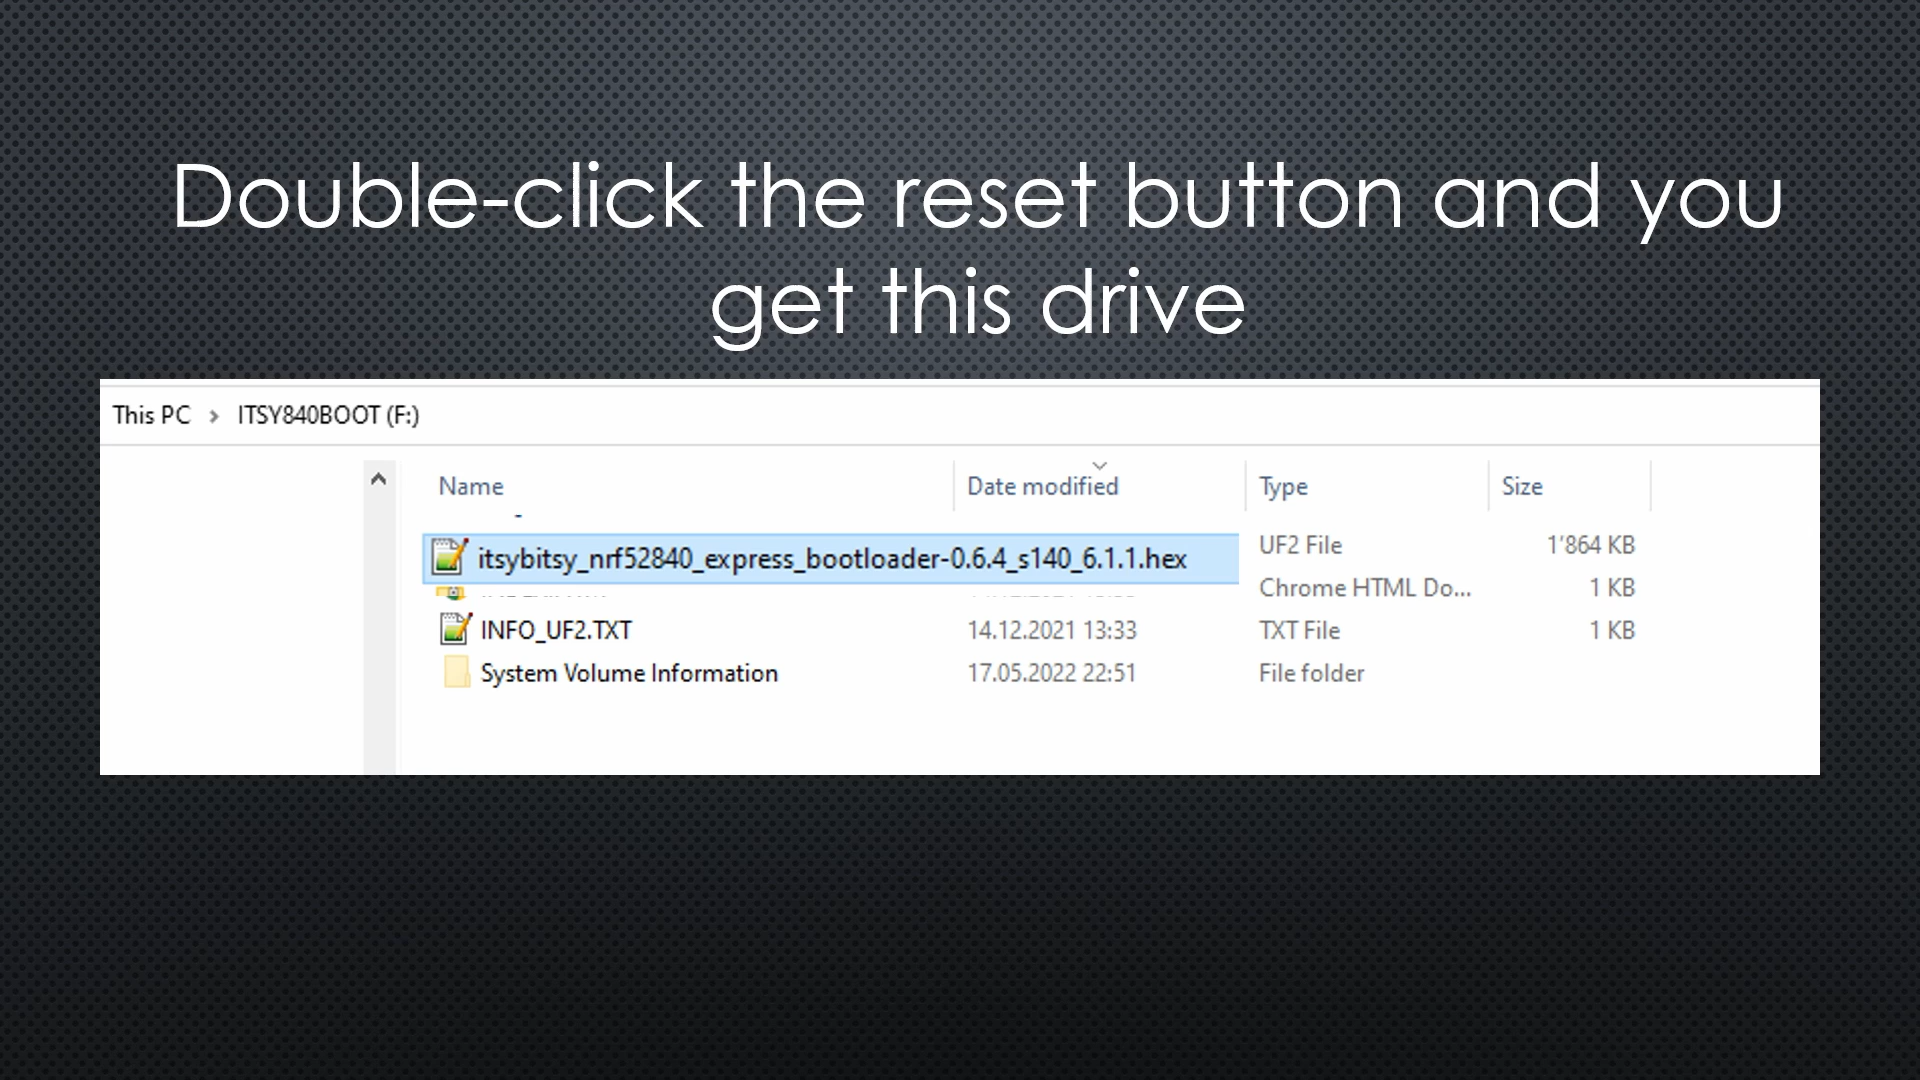 Double-click the reset button and you
get this drive
This PC > ITSY840BOOT (F:)
Name Date modified Type Size
itsybitsy_nrf52840_express_bootloader-0.6.4_s140_6.1.1.hex UF2 File 1'864 KB
Chrome HTML Do... 1 KB
INFO_UF2.TXT 14.12.2021 13:33 TXT File 1 KB
System Volume Information 17.05.2022 22:51 File folder